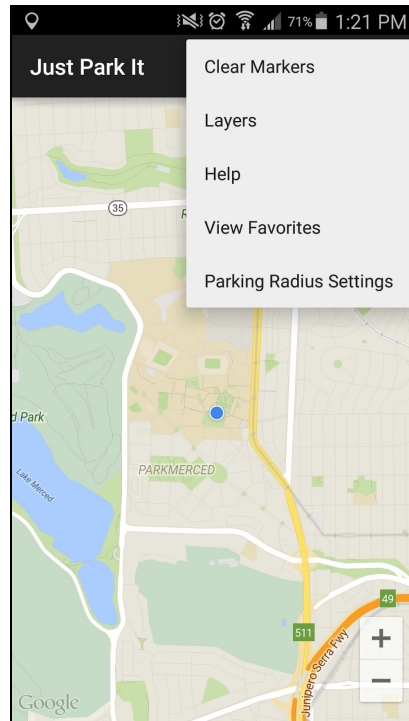 71% 1:21 PM
Just Park It
Clear Markers
Layers
Help
View Favorites
Parking Radius Settings
35
d Park
Lake Merced
PARKMERCED
49
511
Junipero Serra Fwy
+
−
Google